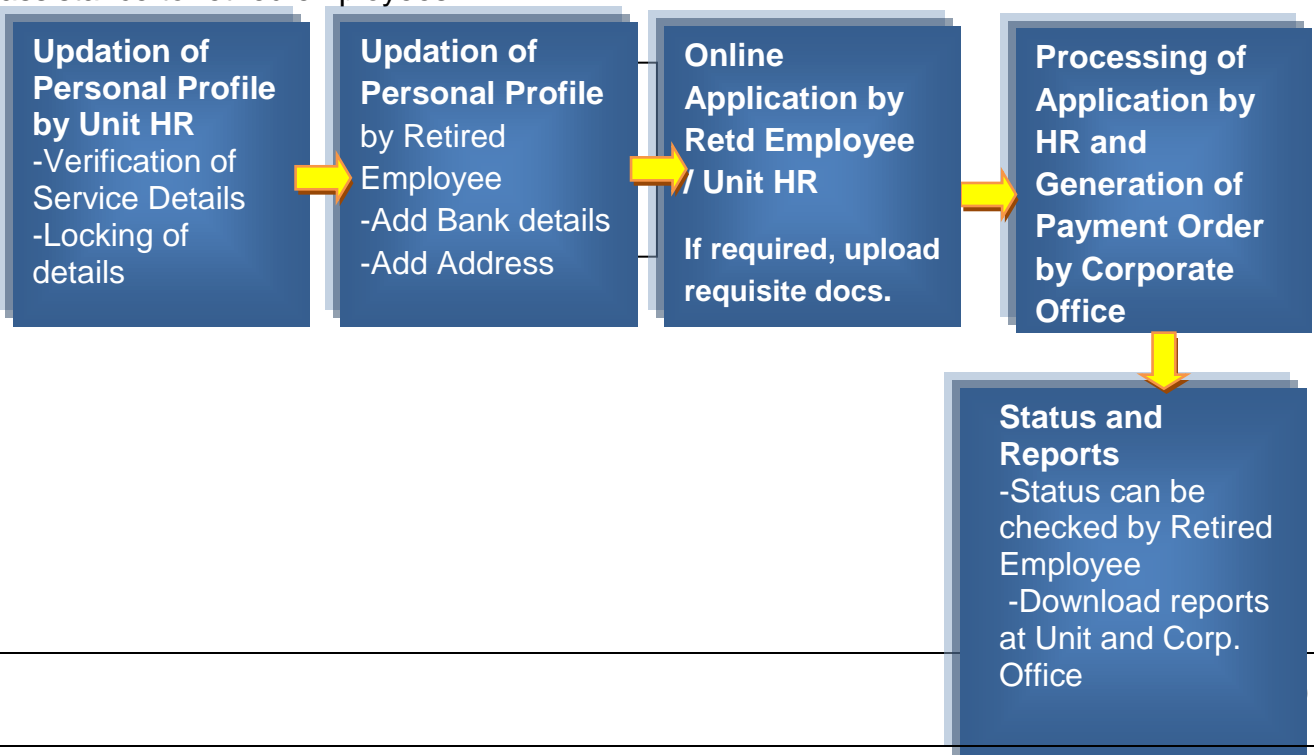 Updation of
Personal Profile
by Unit HR
-Verification of
Service Details
-Locking of
details
Updation of
Personal Profile
by Retired
Employee
-Add Bank details
-Add Address
Online
Application by
Retd Employee
/ Unit HR
If required, upload
requisite docs.
Processing of
Application by
HR and
Generation of
Payment Order
by Corporate
Office
Status and
Reports
-Status can be
checked by Retired
Employee
-Download reports
at Unit and Corp.
Office